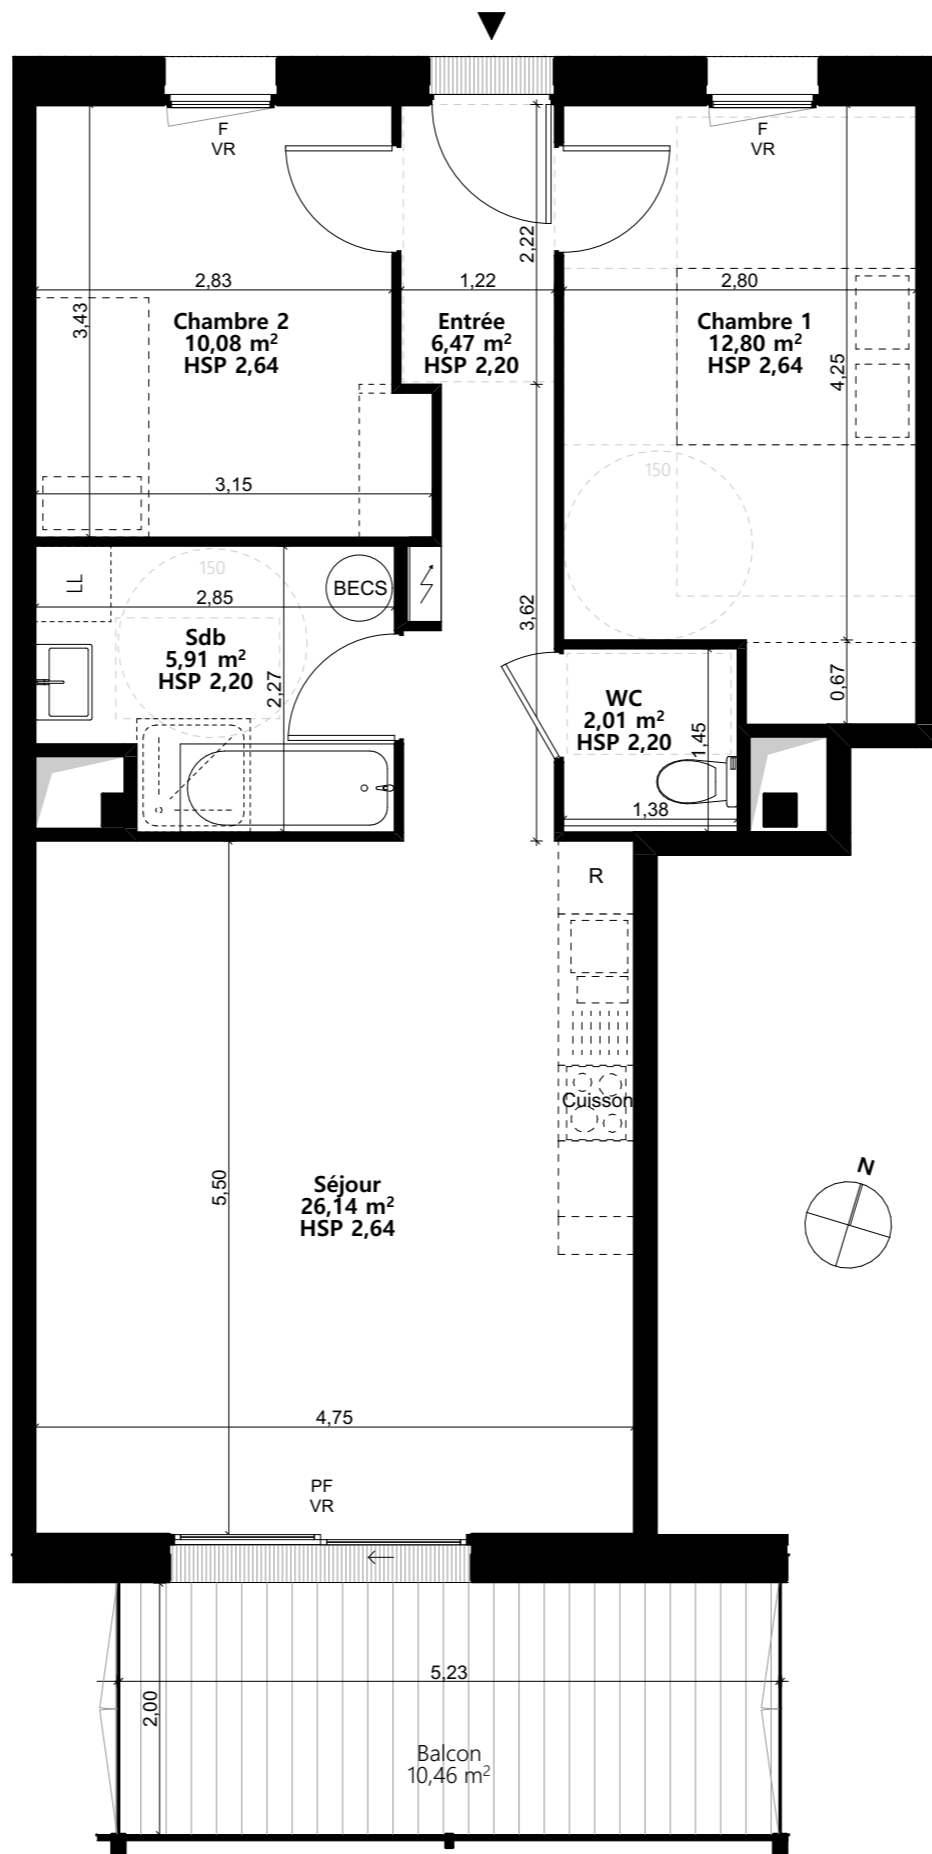 F
VR
F
VR
2,22
2,83
1,22
2,80
3,43
Chambre 2
10,08 m²
HSP 2,64
Entrée
6,47 m²
HSP 2,20
Chambre 1
12,80 m²
HSP 2,64
4,25
150
3,15
150
LL
BECS
2,85
3,62
Sdb
5,91 m²
HSP 2,20
2,27
0,67
WC
2,01 m²
HSP 2,20
1,45
1,38
R
Cuisson
N
5,50
Séjour
26,14 m²
HSP 2,64
4,75
PF
VR
5,23
2,00
Balcon
10,46 m²